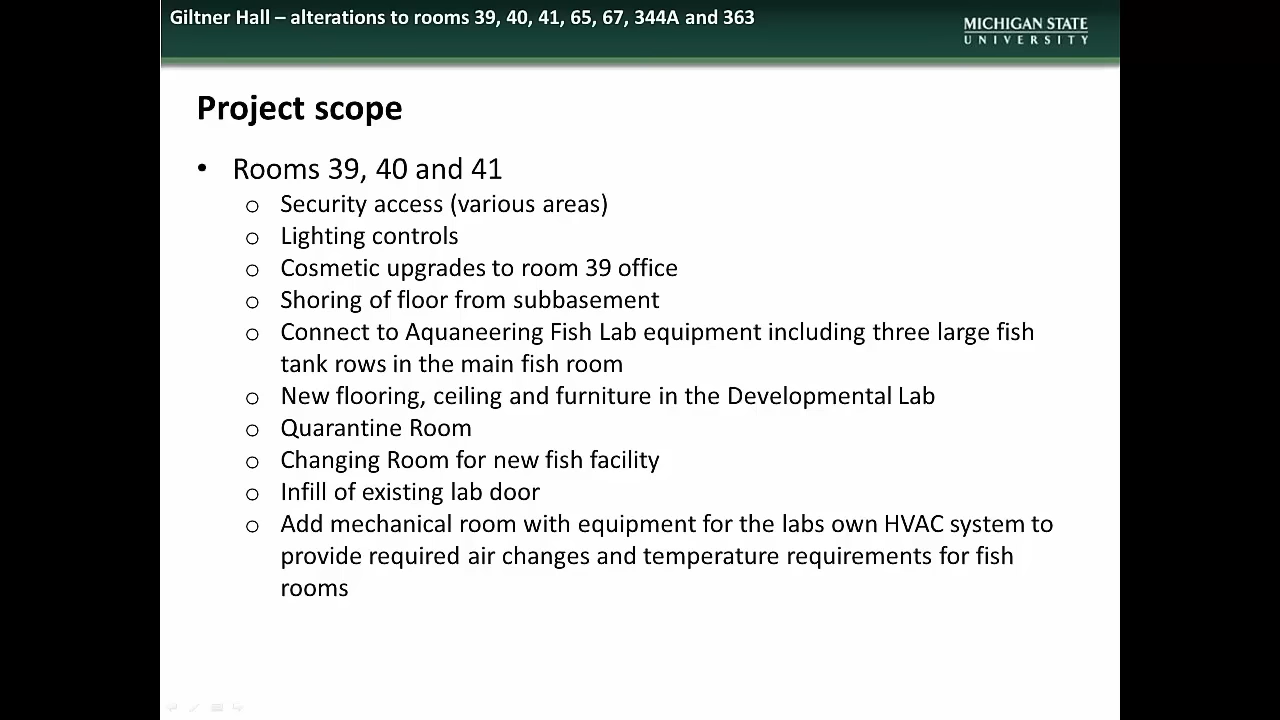 Giltner Hall – alterations to rooms 39, 40, 41, 65, 67, 344A and 363
MICHIGAN STATE
UNIVERSITY
Project scope
• Rooms 39, 40 and 41
o Security access (various areas)
o Lighting controls
o Cosmetic upgrades to room 39 office
o Shoring of floor from subbasement
o Connect to Aquaneering Fish Lab equipment including three large fish
tank rows in the main fish room
o New flooring, ceiling and furniture in the Developmental Lab
o Quarantine Room
o Changing Room for new fish facility
o Infill of existing lab door
o Add mechanical room with equipment for the labs own HVAC system to
provide required air changes and temperature requirements for fish
rooms